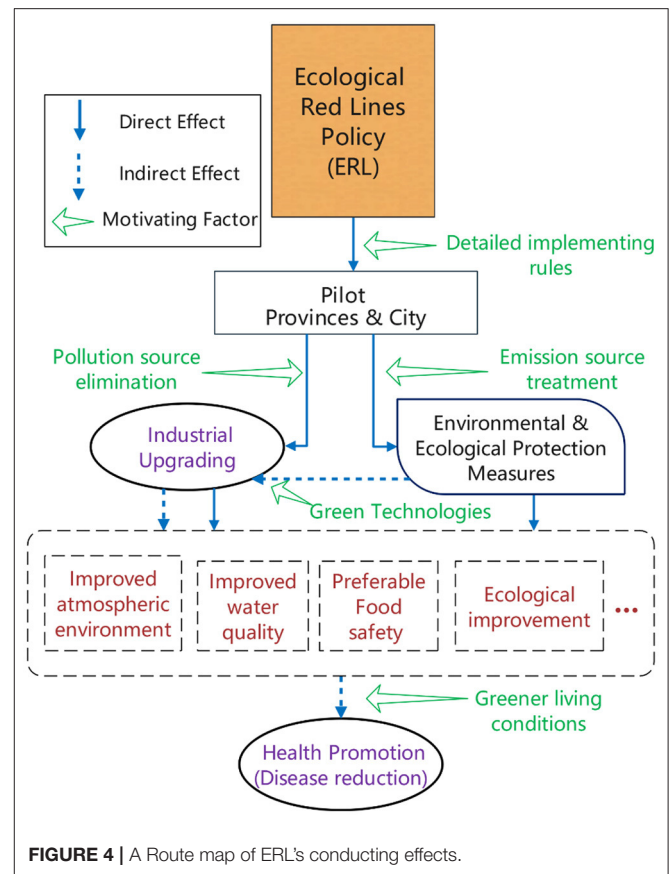 Ecological
Red Lines
Policy
(ERL)
Direct Effect
Indirect Effect
Motivating Factor
Detailed implementing
rules
Pilot
Provinces & City
Pollution source
elimination
Emission source
treatment
Industrial
Upgrading
Environmental &
Ecological Protection
Measures
Green Technologies
Improved
atmospheric
environment
Improved
water
quality
Preferable
Food
safety
Ecological
improvement
...
Greener living
conditions
Health Promotion
(Disease reduction)
FIGURE 4 | A Route map of ERL's conducting effects.